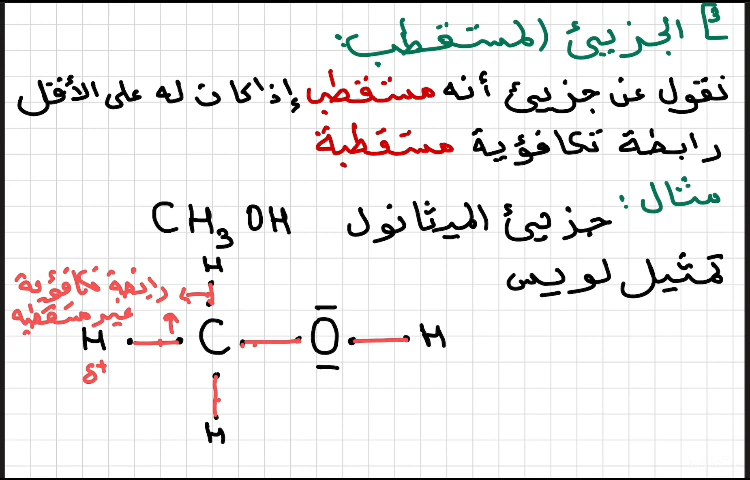 3] الجزيئ المستقطب:
نقول عن جزيئ أنه مستقطب إذا كان له على الأقل
رابطة تكافؤية مستقطبة
مثال: جزيئ الميثانول CH3OH
تمثيل لويس
H
رابطة تكافؤية
غير مستقطبة
H C O H
δ+
H